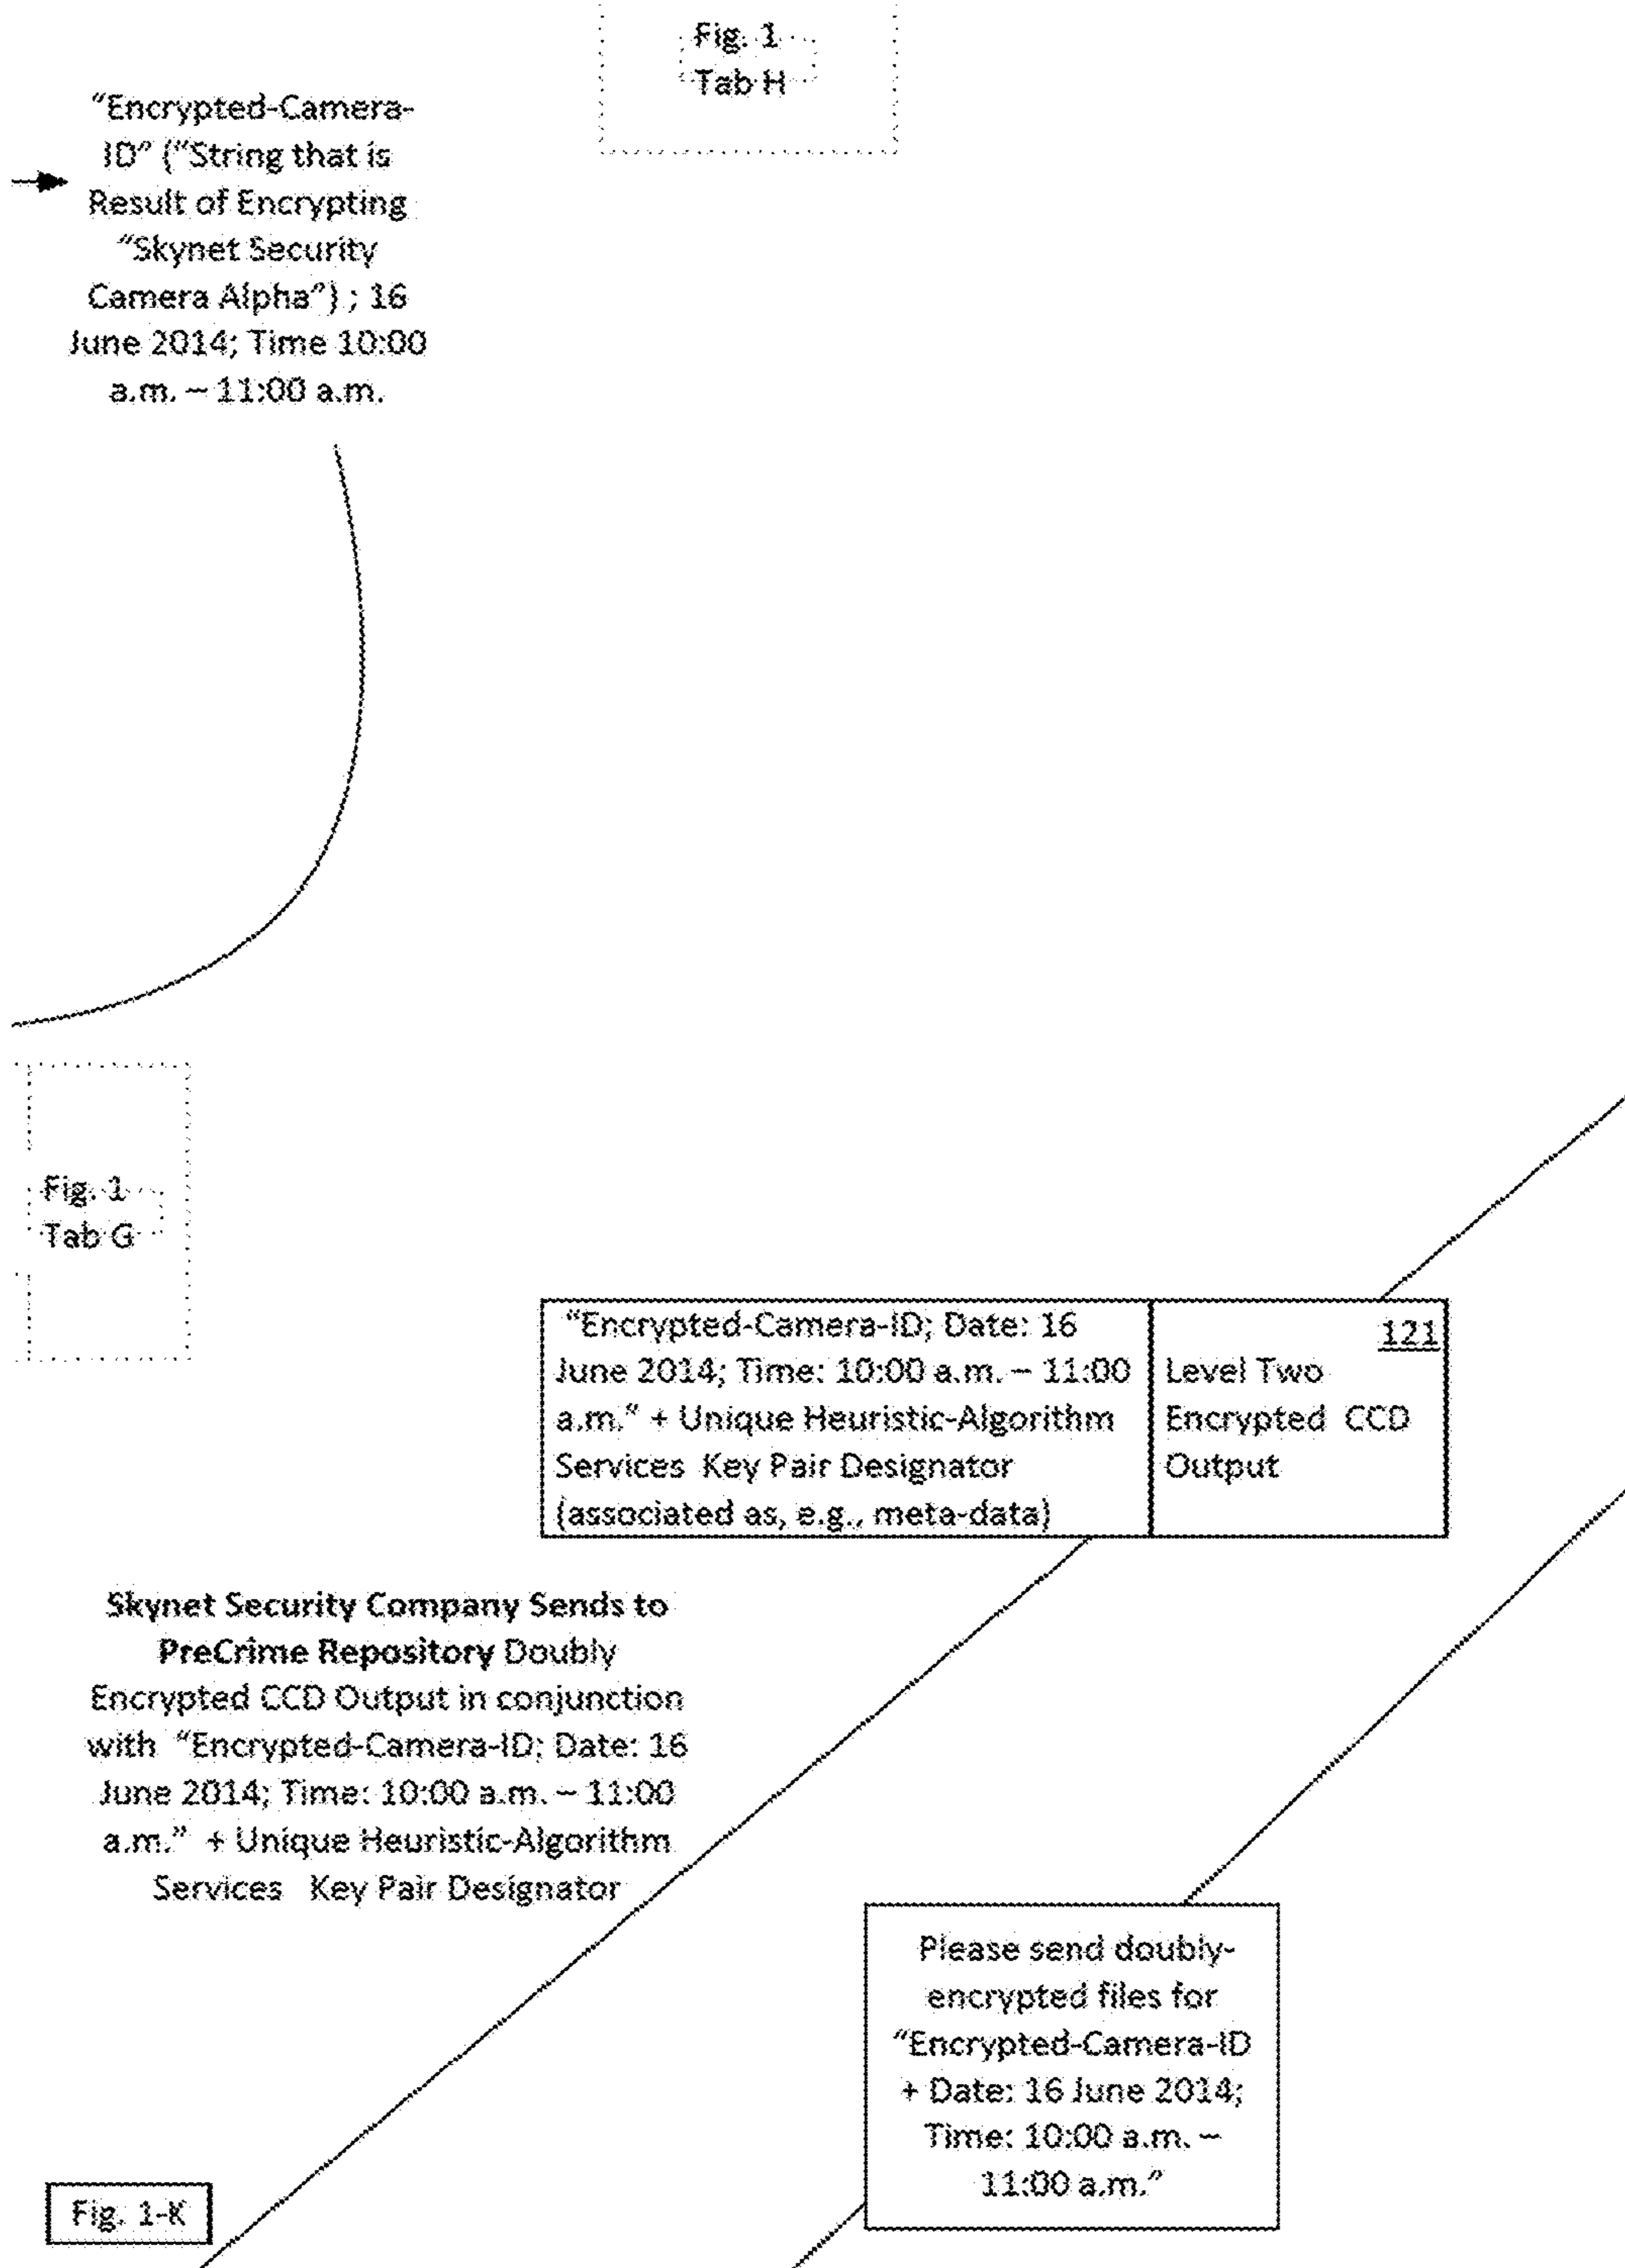 Fig. 1
Tab H
"Encrypted-Camera-
ID" ("String that is
Result of Encrypting
"Skynet Security
Camera Alpha") ; 16
June 2014; Time 10:00
a.m. – 11:00 a.m.
Fig. 1
Tab G
"Encrypted-Camera-ID; Date: 16
June 2014; Time: 10:00 a.m. – 11:00
a.m." + Unique Heuristic-Algorithm
Services Key Pair Designator
(associated as, e.g., meta-data)
121
Level Two
Encrypted CCD
Output
Skynet Security Company Sends to
PreCrime Repository Doubly
Encrypted CCD Output in conjunction
with "Encrypted-Camera-ID; Date: 16
June 2014; Time: 10:00 a.m. – 11:00
a.m." + Unique Heuristic-Algorithm
Services Key Pair Designator
Please send doubly-
encrypted files for
"Encrypted-Camera-ID
+ Date: 16 June 2014;
Time: 10:00 a.m. –
11:00 a.m."
Fig. 1-K